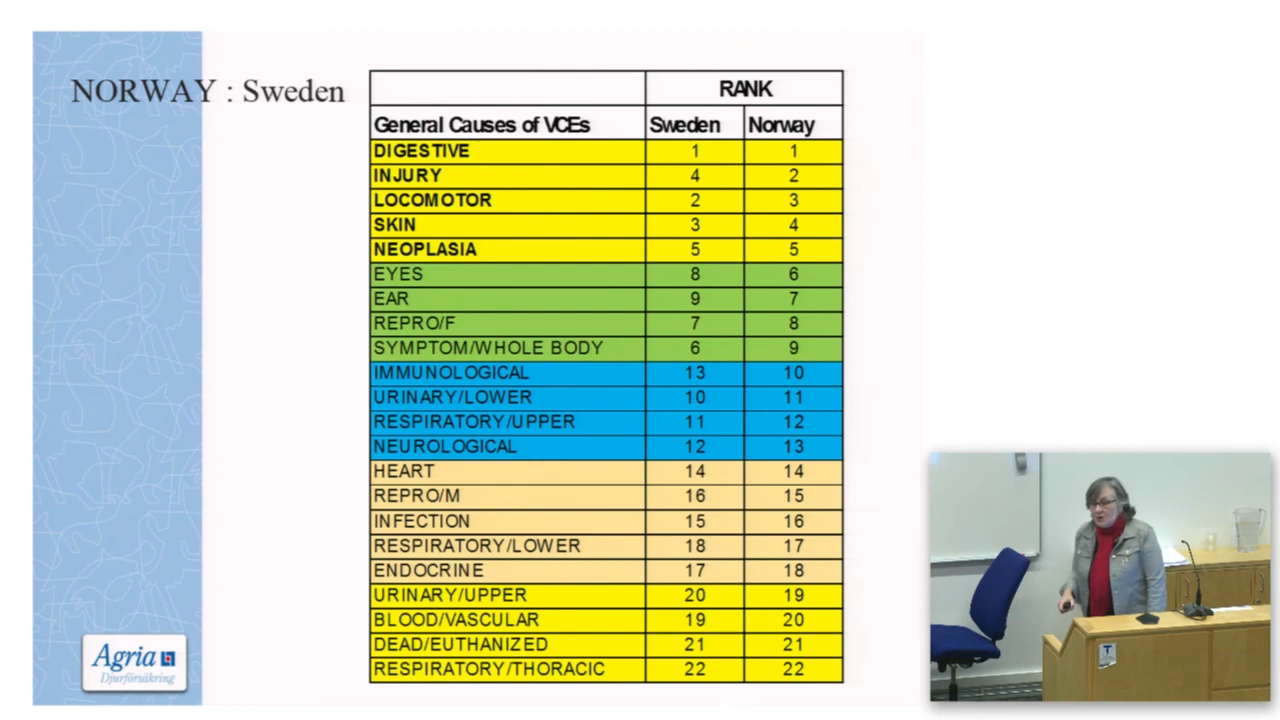 NORWAY : Sweden
RANK
General Causes of VCEs Sweden Norway
DIGESTIVE 1 1
INJURY 4 2
LOCOMOTOR 2 3
SKIN 3 4
NEOPLASIA 5 5
EYES 8 6
EAR 9 7
REPRO/F 7 8
SYMPTOM/WHOLE BODY 6 9
IMMUNOLOGICAL 13 10
URINARY/LOWER 10 11
RESPIRATORY/UPPER 11 12
NEUROLOGICAL 12 13
HEART 14 14
REPRO/M 16 15
INFECTION 15 16
RESPIRATORY/LOWER 18 17
ENDOCRINE 17 18
URINARY/UPPER 20 19
BLOOD/VASCULAR 19 20
DEAD/EUTHANIZED 21 21
RESPIRATORY/THORACIC 22 22
Agria
Djurförsäkring